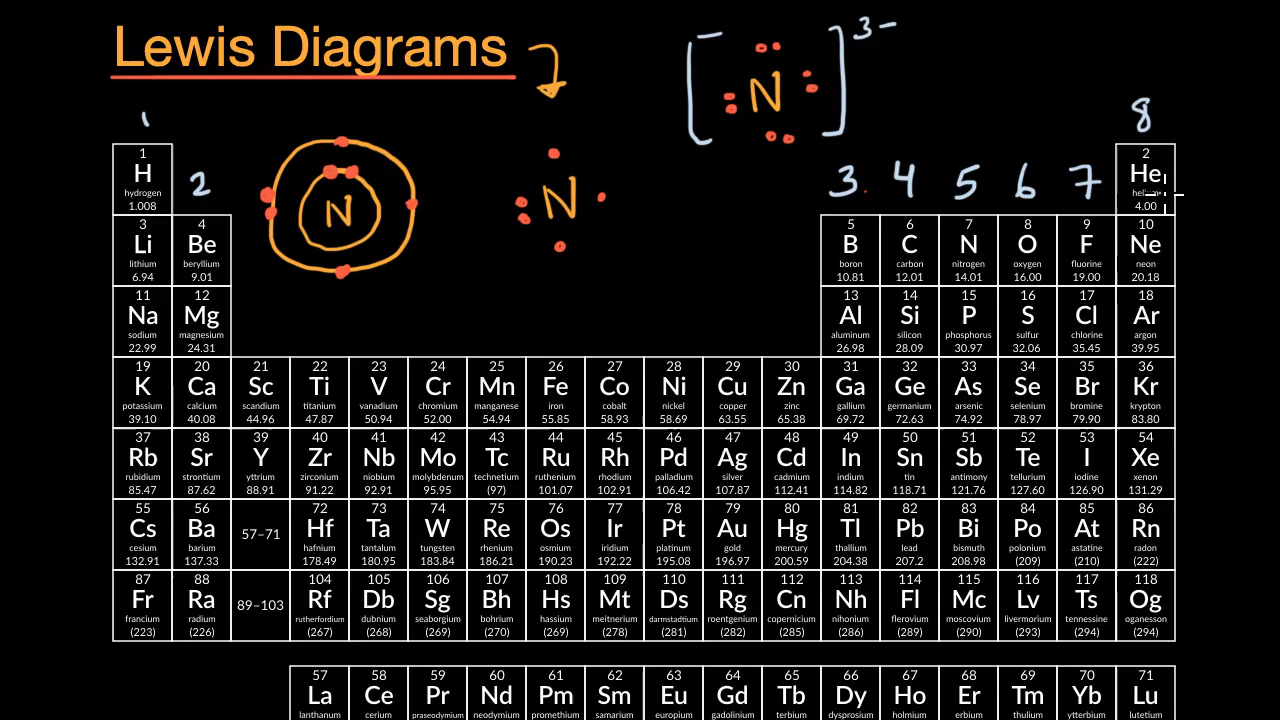 Lewis Diagrams
[ N ] 3-
1
2
3 4 5 6 7
8
N
N
1 H hydrogen 1.008
2 He 4.00
3 Li lithium 6.94
4 Be beryllium 9.01
5 B boron 10.81
6 C carbon 12.01
7 N nitrogen 14.01
8 O oxygen 16.00
9 F fluorine 19.00
10 Ne neon 20.18
11 Na sodium 22.99
12 Mg magnesium 24.31
13 Al aluminum 26.98
14 Si silicon 28.09
15 P phosphorus 30.97
16 S sulfur 32.06
17 Cl chlorine 35.45
18 Ar argon 39.95
19 K potassium 39.10
20 Ca calcium 40.08
21 Sc scandium 44.96
22 Ti titanium 47.87
23 V vanadium 50.94
24 Cr chromium 52.00
25 Mn manganese 54.94
26 Fe iron 55.85
27 Co cobalt 58.93
28 Ni nickel 58.69
29 Cu copper 63.55
30 Zn zinc 65.38
31 Ga gallium 69.72
32 Ge germanium 72.63
33 As arsenic 74.92
34 Se selenium 78.97
35 Br bromine 79.90
36 Kr krypton 83.80
37 Rb rubidium 85.47
38 Sr strontium 87.62
39 Y yttrium 88.91
40 Zr zirconium 91.22
41 Nb niobium 92.91
42 Mo molybdenum 95.95
43 Tc technetium (97)
44 Ru ruthenium 101.07
45 Rh rhodium 102.91
46 Pd palladium 106.42
47 Ag silver 107.87
48 Cd cadmium 112.41
49 In indium 114.82
50 Sn tin 118.71
51 Sb antimony 121.76
52 Te tellurium 127.60
53 I iodine 126.90
54 Xe xenon 131.29
55 Cs cesium 132.91
56 Ba barium 137.33
57–71
72 Hf hafnium 178.49
73 Ta tantalum 180.95
74 W tungsten 183.84
75 Re rhenium 186.21
76 Os osmium 190.23
77 Ir iridium 192.22
78 Pt platinum 195.08
79 Au gold 196.97
80 Hg mercury 200.59
81 Tl thallium 204.38
82 Pb lead 207.2
83 Bi bismuth 208.98
84 Po polonium (209)
85 At astatine (210)
86 Rn radon (222)
87 Fr francium (223)
88 Ra radium (226)
89–103
104 Rf rutherfordium (267)
105 Db dubnium (268)
106 Sg seaborgium (269)
107 Bh bohrium (270)
108 Hs hassium (269)
109 Mt meitnerium (278)
110 Ds darmstadtium (281)
111 Rg roentgenium (282)
112 Cn copernicium (285)
113 Nh nihonium (286)
114 Fl flerovium (289)
115 Mc moscovium (290)
116 Lv livermorium (293)
117 Ts tennessine (294)
118 Og oganesson (294)
57 La lanthanum
58 Ce cerium
59 Pr praseodymium
60 Nd neodymium
61 Pm promethium
62 Sm samarium
63 Eu europium
64 Gd gadolinium
65 Tb terbium
66 Dy dysprosium
67 Ho holmium
68 Er erbium
69 Tm thulium
70 Yb ytterbium
71 Lu lutetium